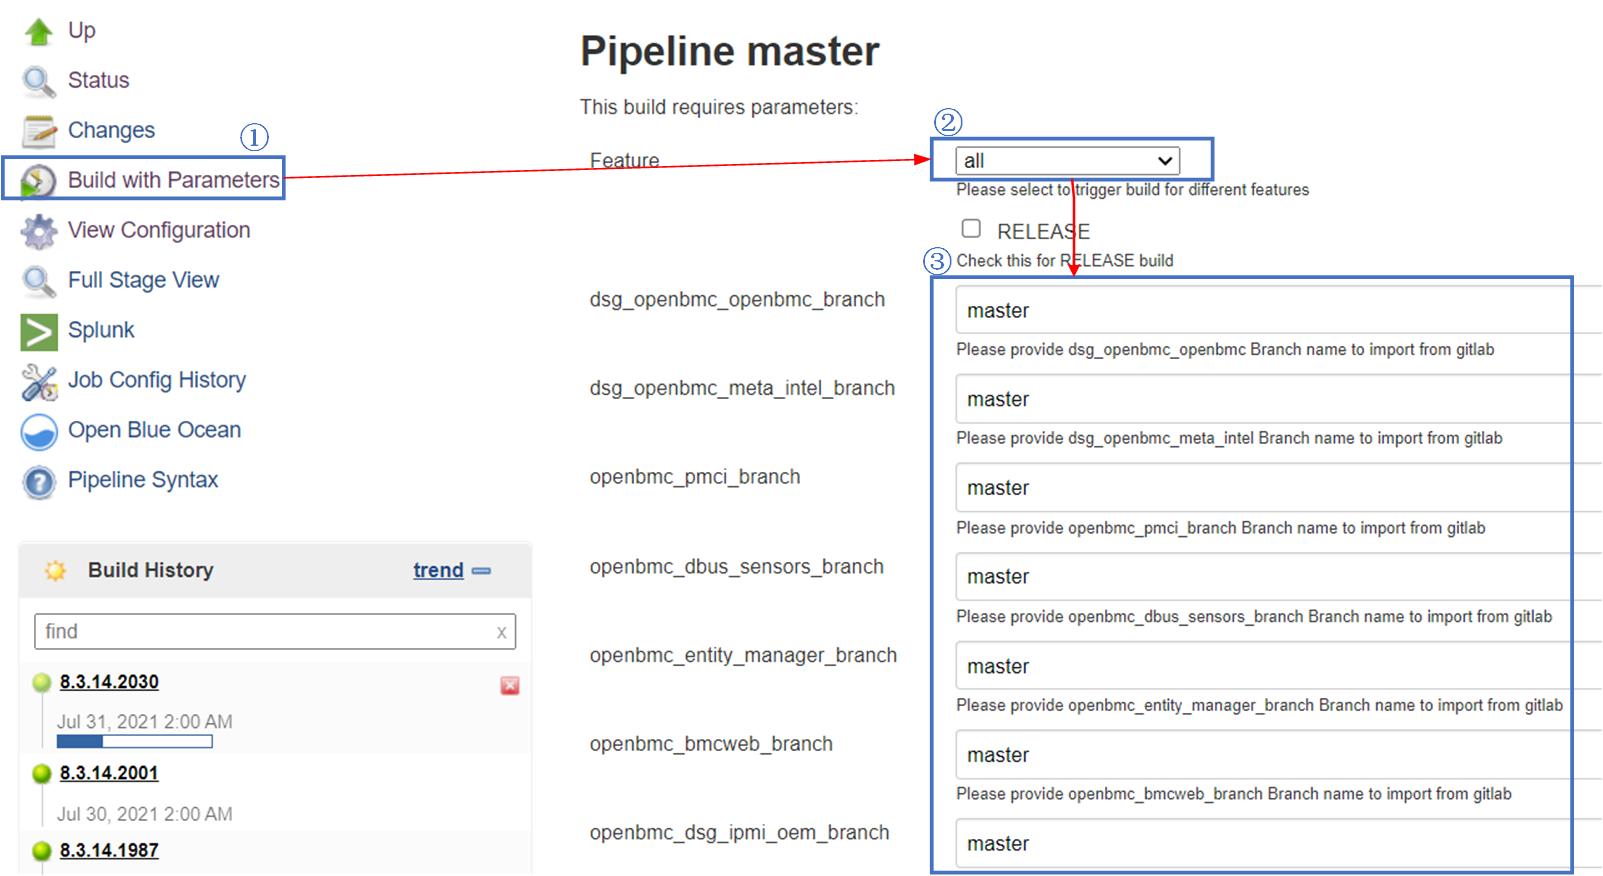 Up
Status
Changes
①
Build with Parameters
View Configuration
Full Stage View
Splunk
Job Config History
Open Blue Ocean
Pipeline Syntax
Build History
trend
find
x
8.3.14.2030
Jul 31, 2021 2:00 AM
8.3.14.2001
Jul 30, 2021 2:00 AM
8.3.14.1987
Pipeline master
This build requires parameters:
②
Feature
all
Please select to trigger build for different features
RELEASE
③
Check this for RELEASE build
dsg_openbmc_openbmc_branch
master
Please provide dsg_openbmc_openbmc Branch name to import from gitlab
dsg_openbmc_meta_intel_branch
master
Please provide dsg_openbmc_meta_intel Branch name to import from gitlab
openbmc_pmci_branch
master
Please provide openbmc_pmci_branch Branch name to import from gitlab
openbmc_dbus_sensors_branch
master
Please provide openbmc_dbus_sensors_branch Branch name to import from gitlab
openbmc_entity_manager_branch
master
Please provide openbmc_entity_manager_branch Branch name to import from gitlab
openbmc_bmcweb_branch
master
Please provide openbmc_bmcweb_branch Branch name to import from gitlab
openbmc_dsg_ipmi_oem_branch
master